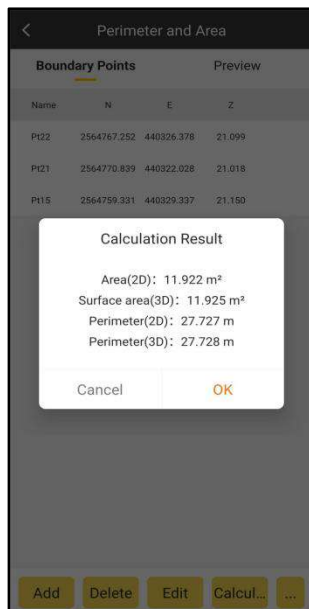 Perimeter and Area
Boundary Points Preview
Name N E Z
Pt22 2564767.252 440326.378 21.099
Pt21 2564770.839 440322.028 21.018
Pt15 2564759.331 440329.337 21.150
Calculation Result
Area(2D): 11.922 m²
Surface area(3D): 11.925 m²
Perimeter(2D): 27.727 m
Perimeter(3D): 27.728 m
Cancel OK
Add Delete Edit Calcul... ...